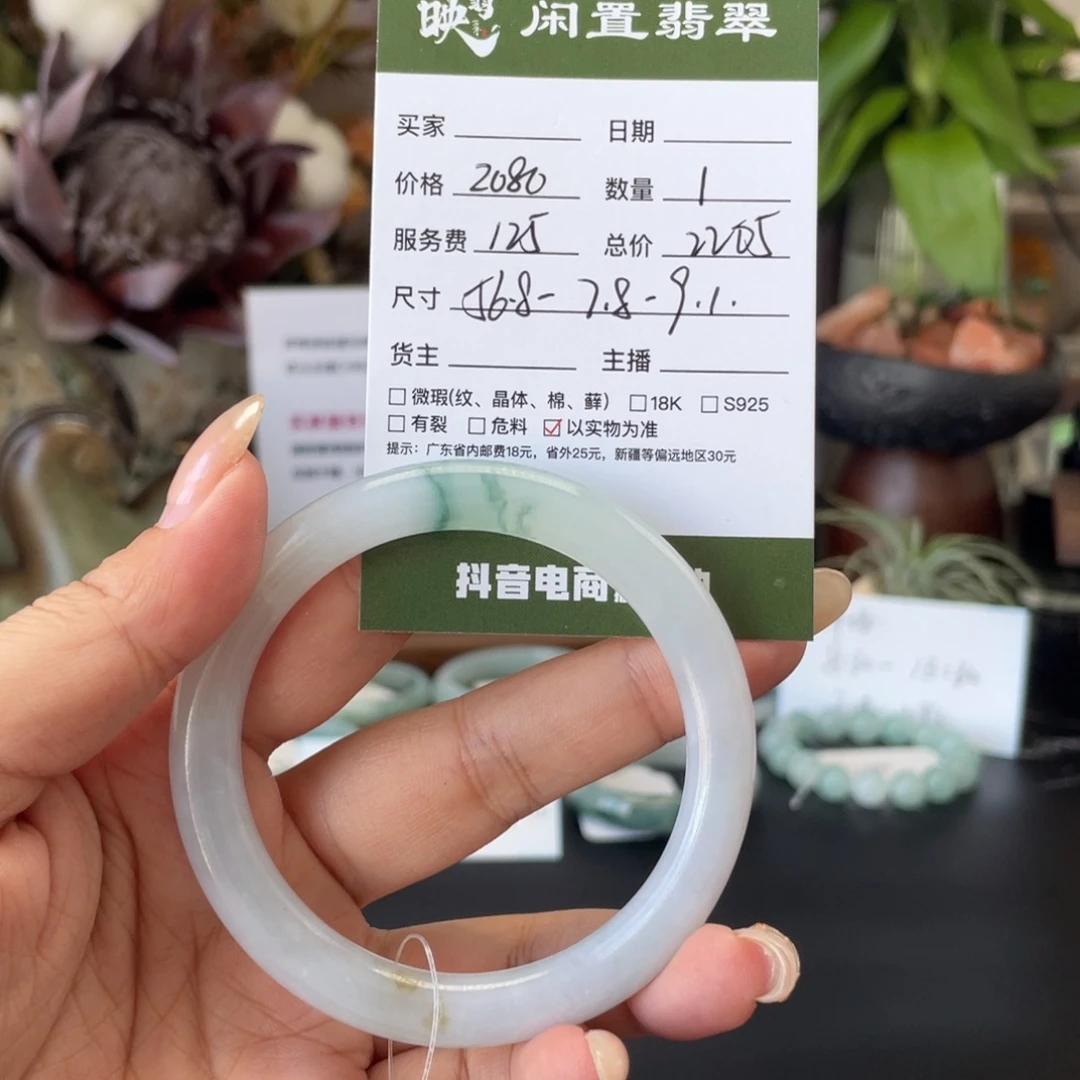 映 闲置翡翠
买家 日期
价格 2080 数量 1
服务费 125 总价 2205
尺寸 56.8-7.8-9.1.
货主 主播
微瑕(纹、晶体、棉、藓) 18K S925
有裂 危料 以实物为准
提示：广东省内邮费18元，省外25元，新疆等偏远地区30元
抖音电商